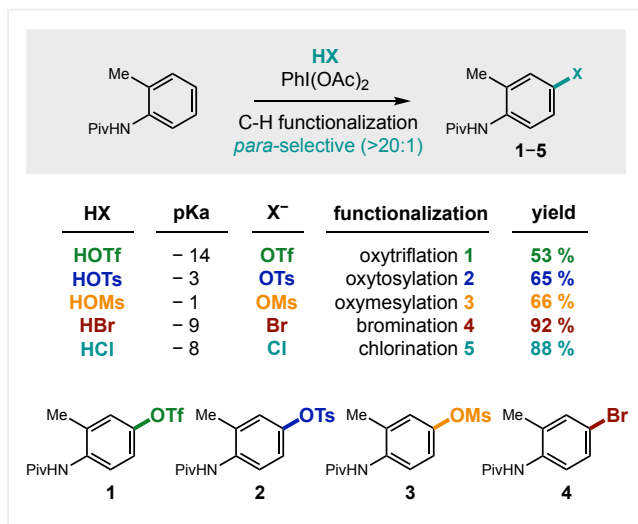 HX
PhI(OAc)2
C-H functionalization
para-selective (>20:1)
Me
PivHN
Me
X
PivHN
1–5
HX pKa X⁻ functionalization yield
HOTf – 14 OTf oxytriflation 1 53 %
HOTs – 3 OTs oxytosylation 2 65 %
HOMs – 1 OMs oxymesylation 3 66 %
HBr – 9 Br bromination 4 92 %
HCl – 8 Cl chlorination 5 88 %
Me OTf
PivHN
1
Me OTs
PivHN
2
Me OMs
PivHN
3
Me Br
PivHN
4